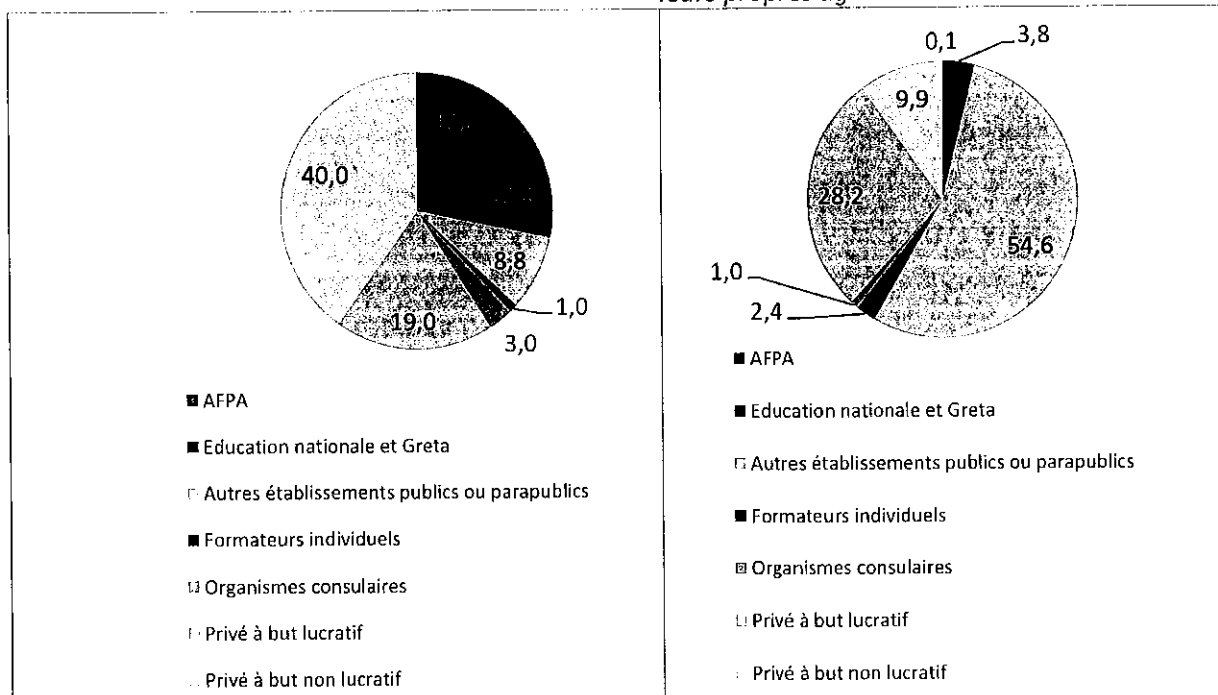 leurs propres ag
40,0
8,8
1,0
3,0
19,0
AFPA
Education nationale et Greta
Autres établissements publics ou parapublics
Formateurs individuels
Organismes consulaires
Privé à but lucratif
Privé à but non lucratif
0,1
3,8
9,9
28,2
54,6
1,0
2,4
AFPA
Education nationale et Greta
Autres établissements publics ou parapublics
Formateurs individuels
Organismes consulaires
Privé à but lucratif
Privé à but non lucratif